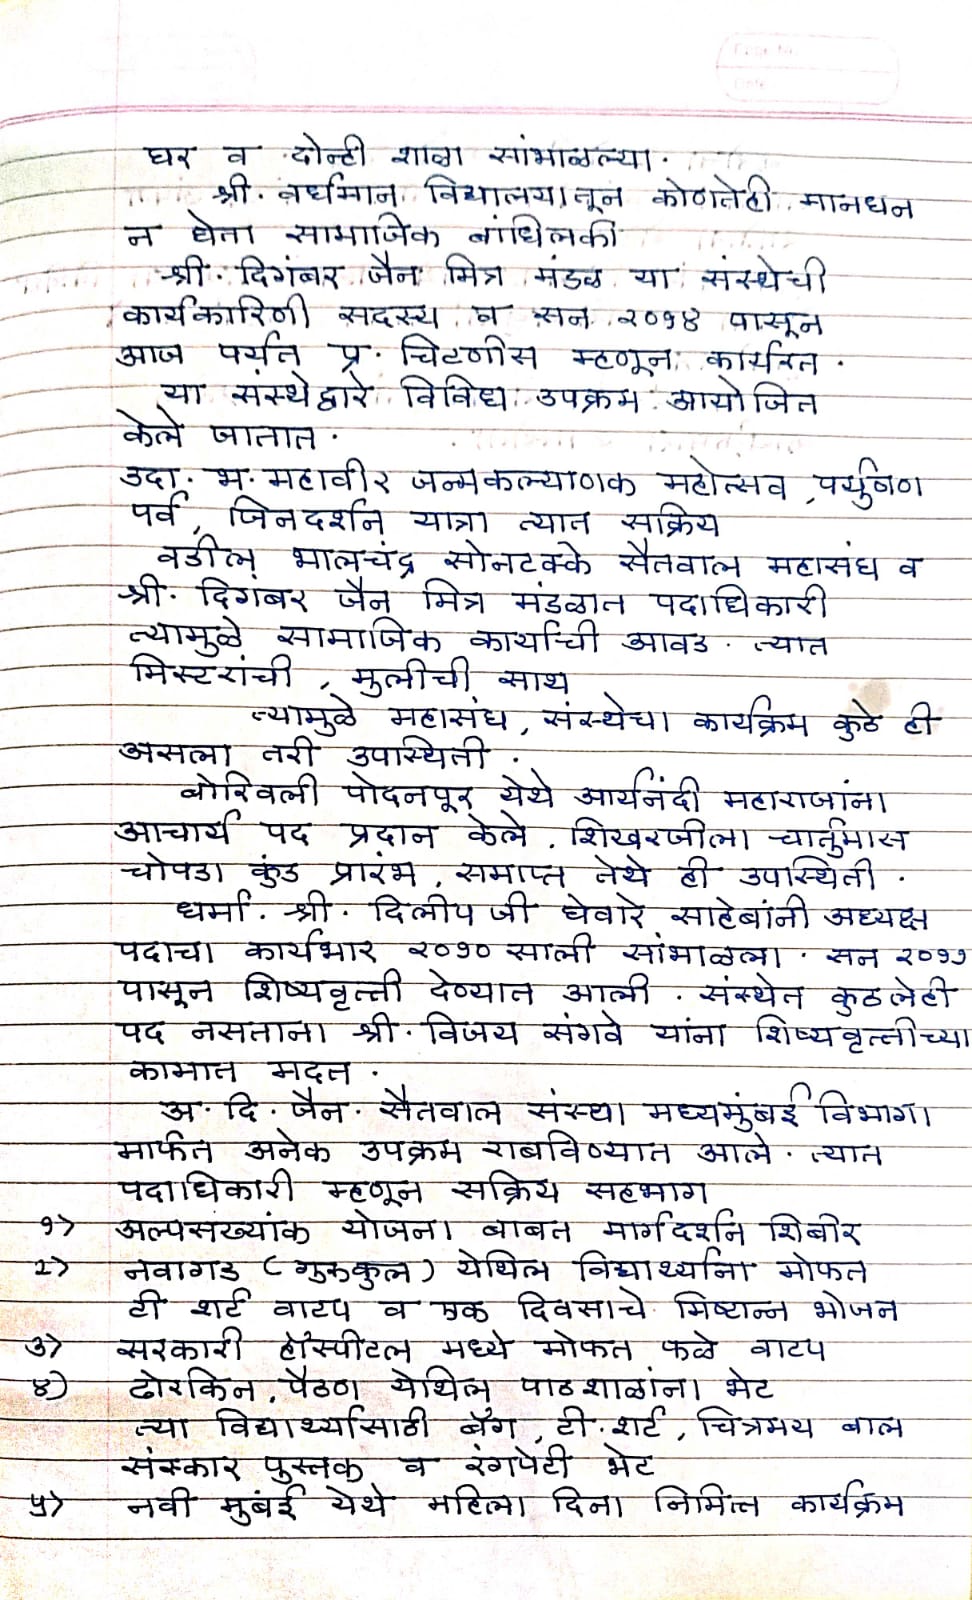 घर व दोन्ही शाळा सांभाळल्या.
श्री. वर्धमान विद्यालयातून कोणतेही मानधन
न घेता सामाजिक बांधिलकी
श्री. दिगंबर जैन मित्र मंडळ या संस्थेची
कार्यकारिणी सदस्य व सन २०१४ पासून
आज पर्यंत प्र. चिटणीस म्हणून कार्यरत.
या संस्थेद्वारे विविध उपक्रम आयोजित
केले जातात.
उदा. भ. महावीर जन्मकल्याणक महोत्सव, पर्युषण
पर्व, जिनदर्शन यात्रा त्यात सक्रिय
वडील भालचंद्र सोनटक्के सैतवाल महासंघ व
श्री. दिगंबर जैन मित्र मंडळात पदाधिकारी
त्यामुळे सामाजिक कार्याची आवड. त्यात
मिस्टरांची, मुलीची साथ
त्यामुळे महासंघ, संस्थेचा कार्यक्रम कुठे ही
असला तरी उपस्थिती.
बोरिवली पोदनपूर येथे आर्यनंदी महाराजांना
आचार्य पद प्रदान केले. शिखरजीला चार्तुमास
चोपडा कुंड प्रारंभ, समाप्त तेथे ही उपस्थिती.
धर्मा. श्री. दिलीप जी घेवारे साहेबांनी अध्यक्ष
पदाचा कार्यभार २०१० साली सांभाळला. सन २०११
पासून शिष्यवृत्ती देण्यात आली. संस्थेत कुठलेही
पद नसताना श्री. विजय संगवे यांना शिष्यवृत्तीच्या
कामात मदत.
अ. दि. जैन. सैतवाल संस्था मध्यमुंबई विभागा
मार्फत अनेक उपक्रम राबविण्यात आले. त्यात
पदाधिकारी म्हणून सक्रिय सहभाग
१) अल्पसंख्यांक योजना बाबत मार्गदर्शन शिबीर
२) नवागड (गुरुकुल) येथिल विद्यार्थ्यांना मोफत
टी शर्ट वाटप व एक दिवसाचे मिष्टान्न भोजन
३) सरकारी हॉस्पीटल मध्ये मोफत फळे वाटप
४) ढोरकिन, पैठण येथिल पाठशाळांना भेट
त्या विद्यार्थ्यांसाठी बॅग, टी. शर्ट, चित्रमय बाल
संस्कार पुस्तक व रंगपेटी भेट
५) नवी मुबंई येथे महिला दिना निमित्त कार्यक्रम